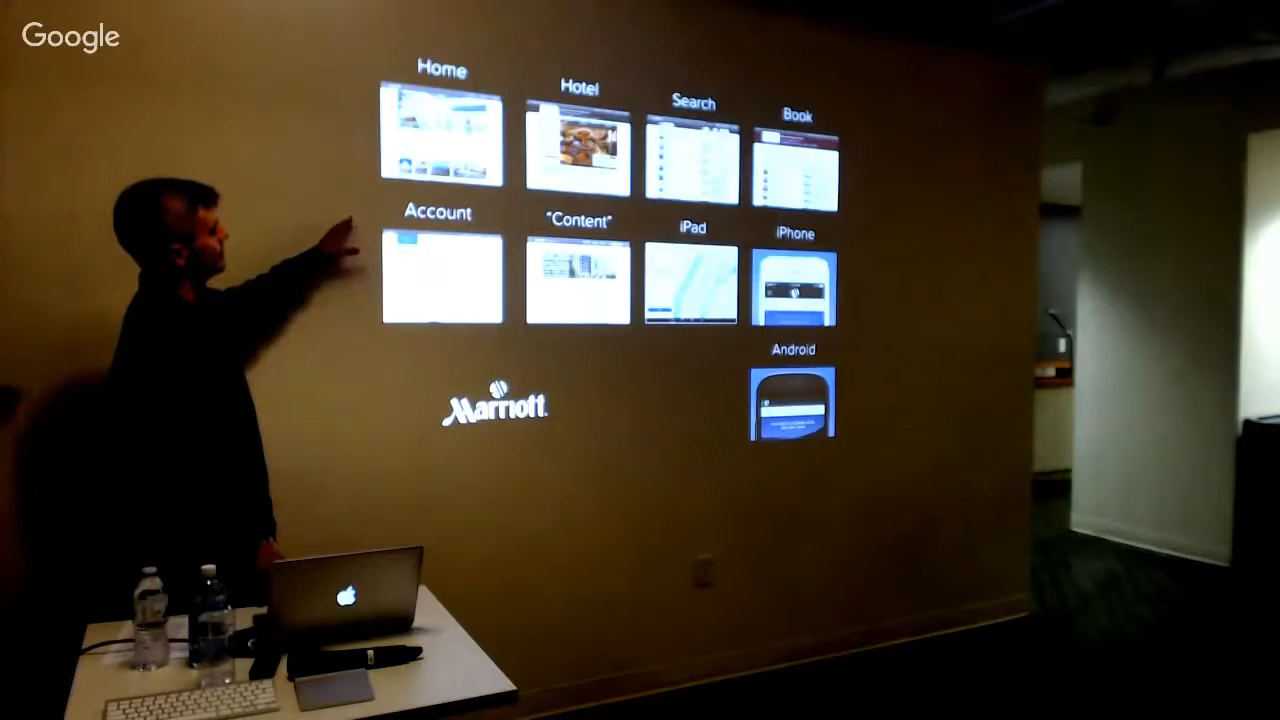 Google
Home
Hotel
Search
Book
Account
"Content"
iPad
iPhone
Android
Marriott